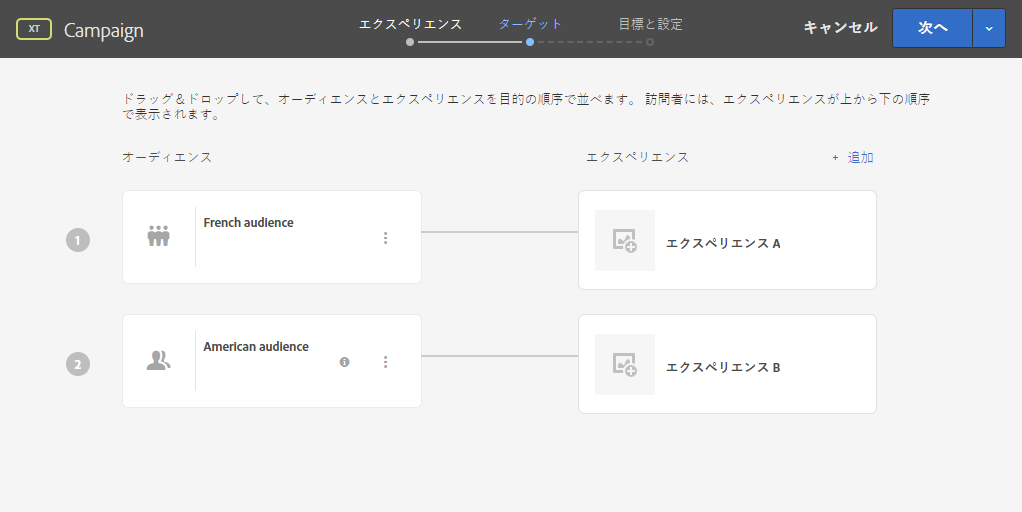 XT
Campaign
エクスペリエンス
ターゲット
目標と設定
キャンセル
次へ
ドラッグ＆ドロップして、オーディエンスとエクスペリエンスを目的の順序で並べます。 訪問者には、エクスペリエンスが上から下の順序
で表示されます。
オーディエンス
エクスペリエンス
+ 追加
1
French audience
エクスペリエンス A
2
American audience
エクスペリエンス B